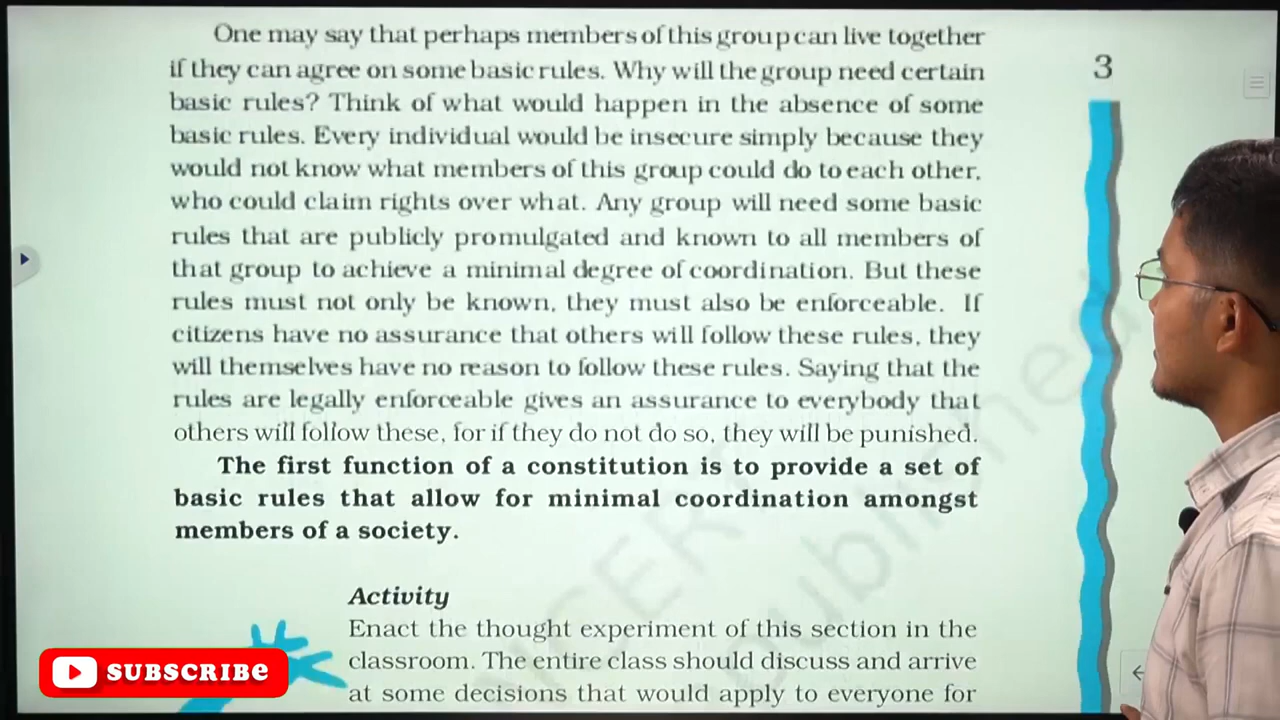 One may say that perhaps members of this group can live together
if they can agree on some basic rules. Why will the group need certain
basic rules? Think of what would happen in the absence of some
basic rules. Every individual would be insecure simply because they
would not know what members of this group could do to each other,
who could claim rights over what. Any group will need some basic
rules that are publicly promulgated and known to all members of
that group to achieve a minimal degree of coordination. But these
rules must not only be known, they must also be enforceable. If
citizens have no assurance that others will follow these rules, they
will themselves have no reason to follow these rules. Saying that the
rules are legally enforceable gives an assurance to everybody that
others will follow these, for if they do not do so, they will be punished.
The first function of a constitution is to provide a set of
basic rules that allow for minimal coordination amongst
members of a society.
3
Activity
Enact the thought experiment of this section in the
classroom. The entire class should discuss and arrive
at some decisions that would apply to everyone for
SUBSCRIBE